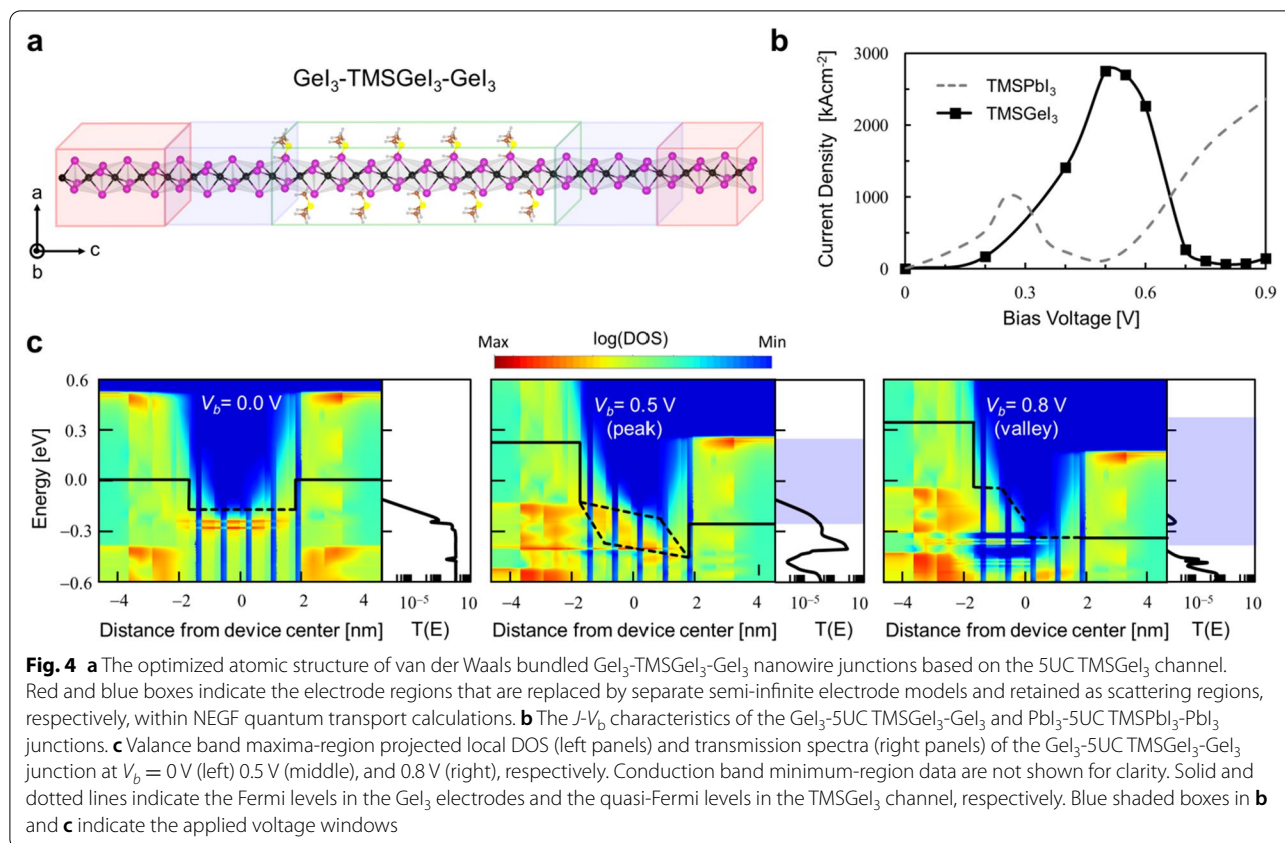 a
GeI₃-TMSGeI₃-GeI₃
a
b
c
b
Current Density [kAcm⁻²]
3000
2500
2000
1500
1000
500
0
TMSPbI₃
TMSGeI₃
0
0.3
0.6
0.9
Bias Voltage [V]
c
log(DOS)
Max
Min
Energy [eV]
0.6
0.3
0.0
−0.3
−0.6
V_b= 0.0 V
V_b= 0.5 V
(peak)
V_b= 0.8 V
(valley)
−4 −2 0 2 4 10⁻⁵ 10
−4 −2 0 2 4 10⁻⁵ 10
−4 −2 0 2 4 10⁻⁵ 10
Distance from device center [nm] T(E)
Distance from device center [nm] T(E)
Distance from device center [nm] T(E)
Fig. 4 a The optimized atomic structure of van der Waals bundled GeI₃-TMSGeI₃-GeI₃ nanowire junctions based on the 5UC TMSGeI₃ channel.
Red and blue boxes indicate the electrode regions that are replaced by separate semi-infinite electrode models and retained as scattering regions,
respectively, within NEGF quantum transport calculations. b The J-V_b characteristics of the GeI₃-5UC TMSGeI₃-GeI₃ and PbI₃-5UC TMSPbI₃-PbI₃
junctions. c Valance band maxima-region projected local DOS (left panels) and transmission spectra (right panels) of the GeI₃-5UC TMSGeI₃-GeI₃
junction at V_b = 0 V (left) 0.5 V (middle), and 0.8 V (right), respectively. Conduction band minimum-region data are not shown for clarity. Solid and
dotted lines indicate the Fermi levels in the GeI₃ electrodes and the quasi-Fermi levels in the TMSGeI₃ channel, respectively. Blue shaded boxes in b
and c indicate the applied voltage windows